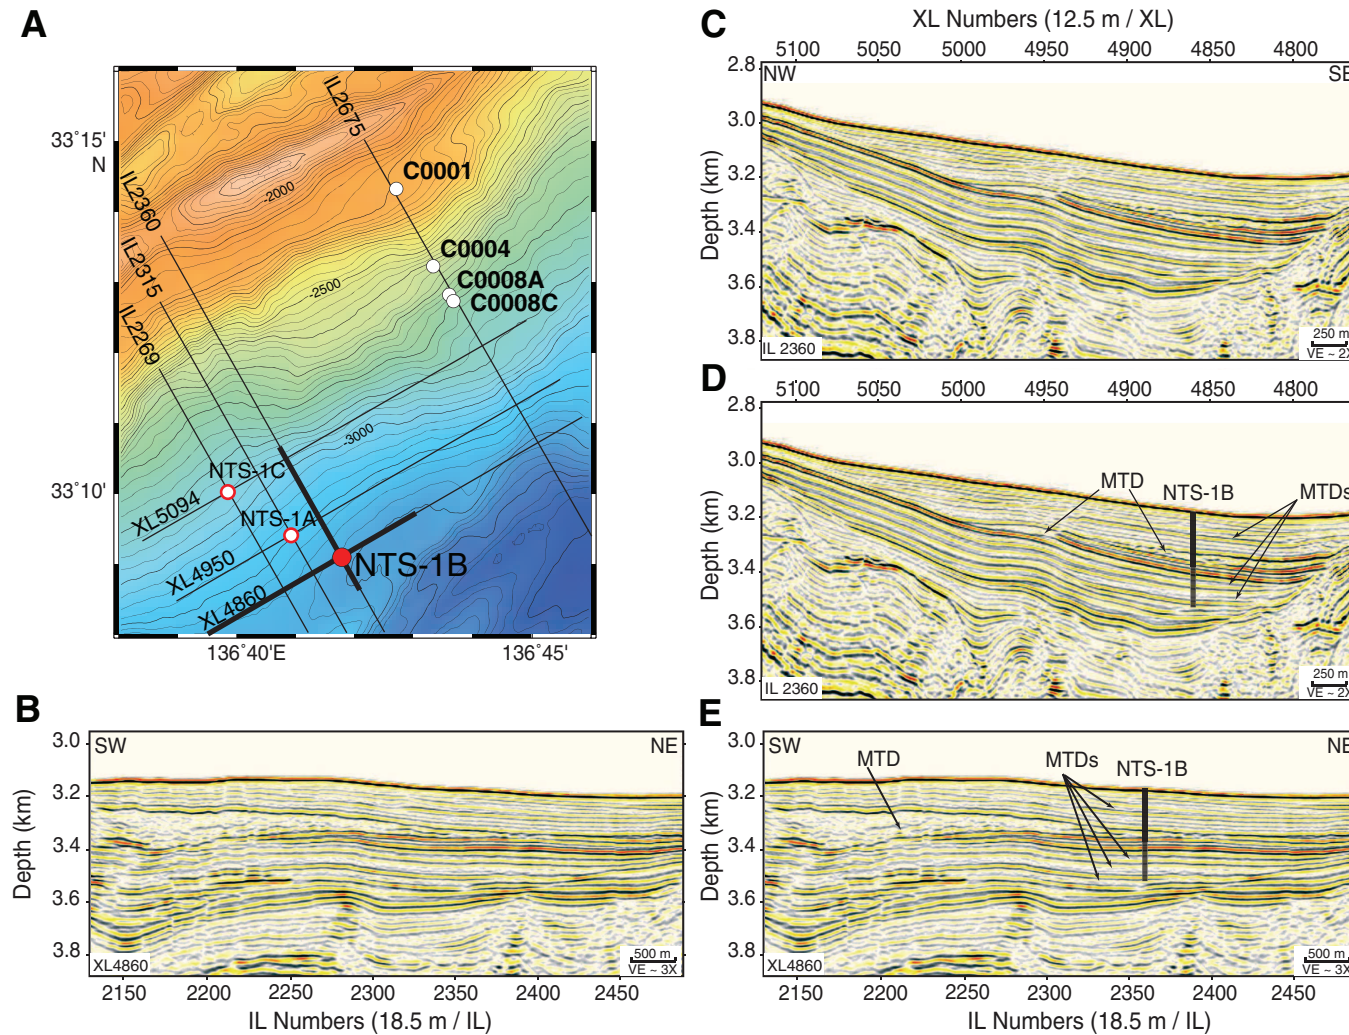 A
33°15'
N
IL2675
C0001
-2000
IL2360
C0004
IL2315
C0008A
-2500
C0008C
IL2269
-3000
NTS-1C
33°10'
XL5094
NTS-1A
XL4950
NTS-1B
XL4860
136°40'E
136°45'
B
3.0
SW
NE
3.2
3.4
3.6
3.8
Depth (km)
XL4860
500 m
VE ~ 3X
2150
2200
2250
2300
2350
2400
2450
IL Numbers (18.5 m / IL)
C
XL Numbers (12.5 m / XL)
5100
5050
5000
4950
4900
4850
4800
2.8
NW
SE
3.0
3.2
3.4
3.6
3.8
Depth (km)
IL 2360
250 m
VE ~ 2X
D
5100
5050
5000
4950
4900
4850
4800
2.8
3.0
MTD
NTS-1B
MTDs
3.2
3.4
3.6
3.8
Depth (km)
IL 2360
250 m
VE ~ 2X
E
3.0
SW
NE
MTD
MTDs
NTS-1B
3.2
3.4
3.6
3.8
Depth (km)
XL4860
500 m
VE ~ 3X
2150
2200
2250
2300
2350
2400
2450
IL Numbers (18.5 m / IL)